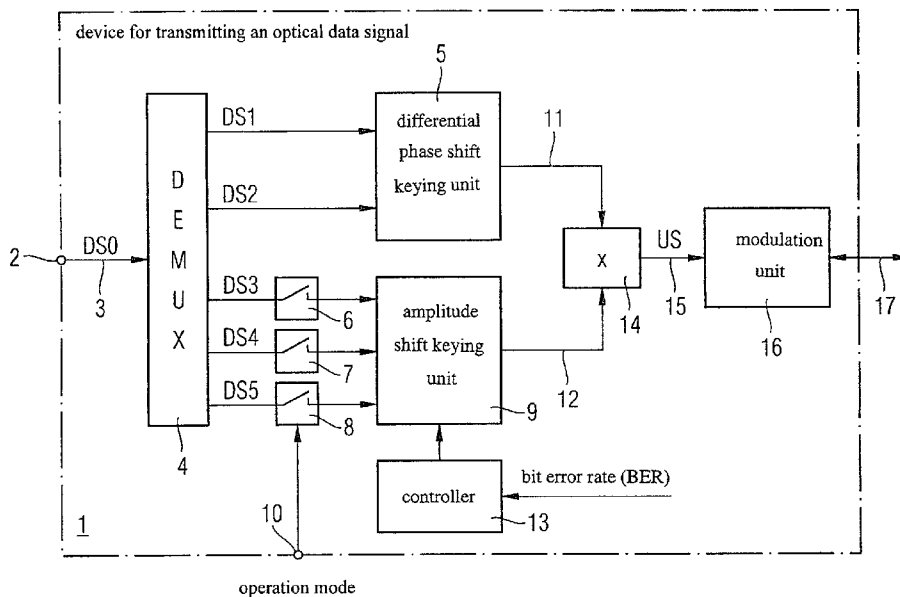 device for transmitting an optical data signal
5
DS1
differential
phase shift
keying unit
11
D
E
M
U
X
DS2
2
DS0
3
X
14
US
15
modulation
unit
16
17
DS3
6
DS4
7
DS5
8
amplitude
shift keying
unit
9
12
4
controller
13
bit error rate (BER)
1
10
operation mode